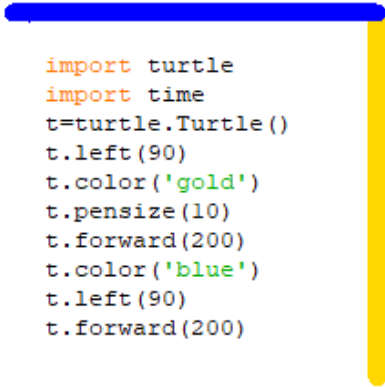 import turtle
import time
t=turtle.Turtle()
t.left(90)
t.color('gold')
t.pensize(10)
t.forward(200)
t.color('blue')
t.left(90)
t.forward(200)